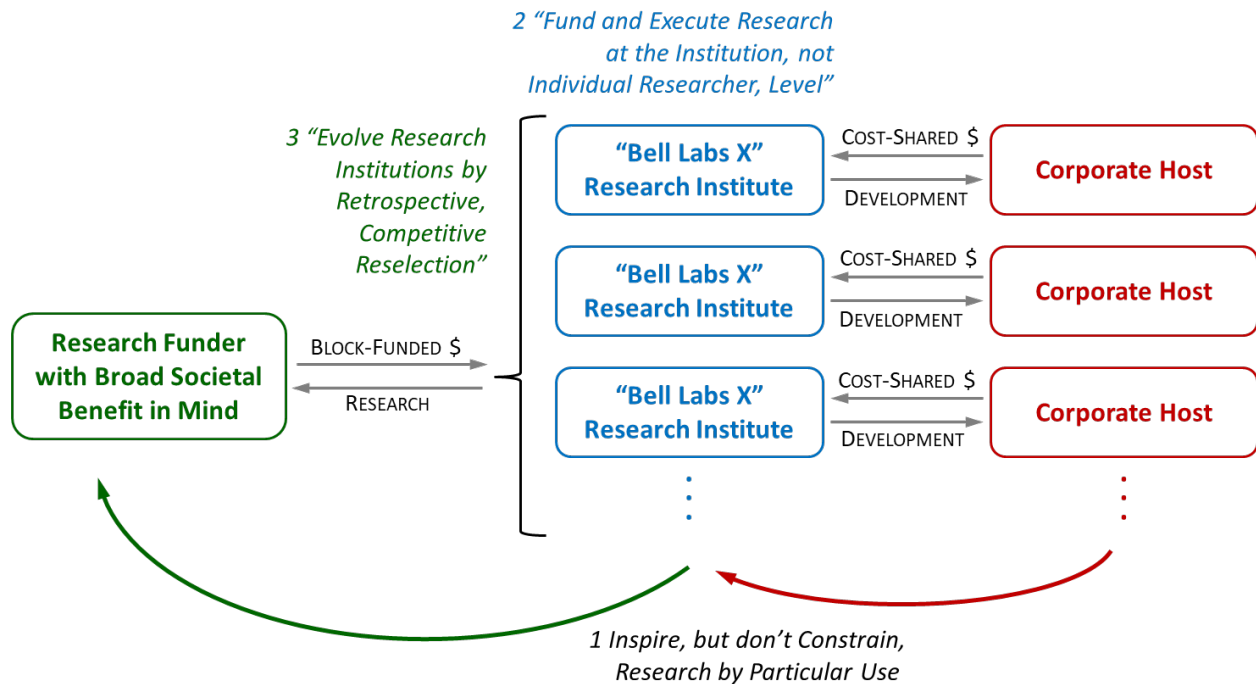 2 “Fund and Execute Research
at the Institution, not
Individual Researcher, Level”
3 “Evolve Research
Institutions by
Retrospective,
Competitive
Reselection”
“Bell Labs X”
Research Institute
Cost-Shared $
Development
Corporate Host
“Bell Labs X”
Research Institute
Cost-Shared $
Development
Corporate Host
Research Funder
with Broad Societal
Benefit in Mind
Block-Funded $
Research
“Bell Labs X”
Research Institute
Cost-Shared $
Development
Corporate Host
1 Inspire, but don’t Constrain,
Research by Particular Use